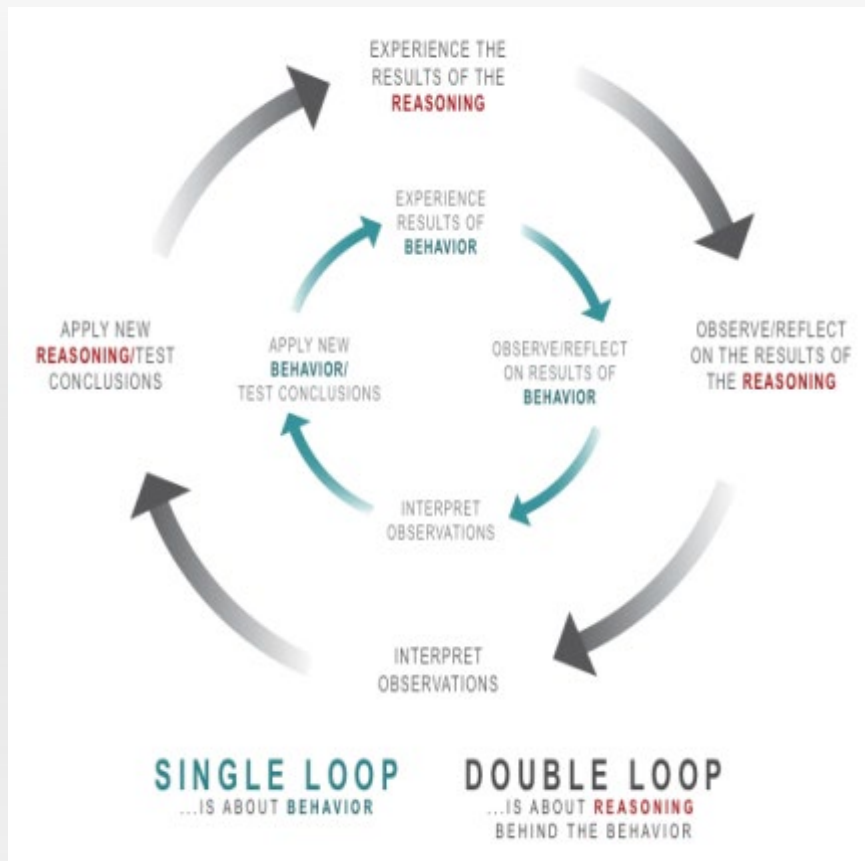 EXPERIENCE THE
RESULTS OF THE
REASONING
EXPERIENCE
RESULTS OF
BEHAVIOR
APPLY NEW
REASONING/TEST
CONCLUSIONS
APPLY NEW
BEHAVIOR/
TEST CONCLUSIONS
OBSERVE/REFLECT
ON RESULTS OF
BEHAVIOR
OBSERVE/REFLECT
ON THE RESULTS OF
THE REASONING
INTERPRET
OBSERVATIONS
INTERPRET
OBSERVATIONS
SINGLE LOOP
...IS ABOUT BEHAVIOR
DOUBLE LOOP
...IS ABOUT REASONING
BEHIND THE BEHAVIOR